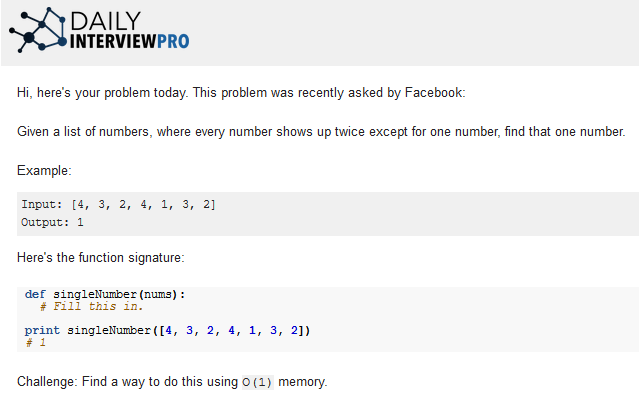 DAILY
INTERVIEWPRO
Hi, here's your problem today. This problem was recently asked by Facebook:
Given a list of numbers, where every number shows up twice except for one number, find that one number.
Example:
Input: [4, 3, 2, 4, 1, 3, 2]
Output: 1
Here's the function signature:
def singleNumber(nums):
  # Fill this in.
print singleNumber([4, 3, 2, 4, 1, 3, 2])
# 1
Challenge: Find a way to do this using O(1) memory.